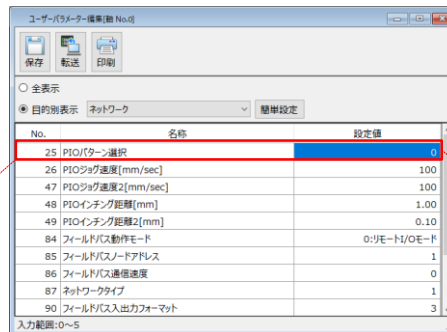 ユーザーパラメーター編集[軸 No.0]
保存 転送 印刷
全表示
目的別表示 ネットワーク 簡単設定
No. 名称 設定値
25 PIOパターン選択 0
26 PIOジョグ速度[mm/sec] 100
47 PIOジョグ速度2[mm/sec] 100
48 PIOインチング距離[mm] 1.00
49 PIOインチング距離2[mm] 0.10
84 フィールドバス動作モード 0:リモートI/Oモード
85 フィールドバスノードアドレス 1
86 フィールドバス通信速度 0
87 ネットワークタイプ 1
90 フィールドバス入出力フォーマット 3
入力範囲:0～5